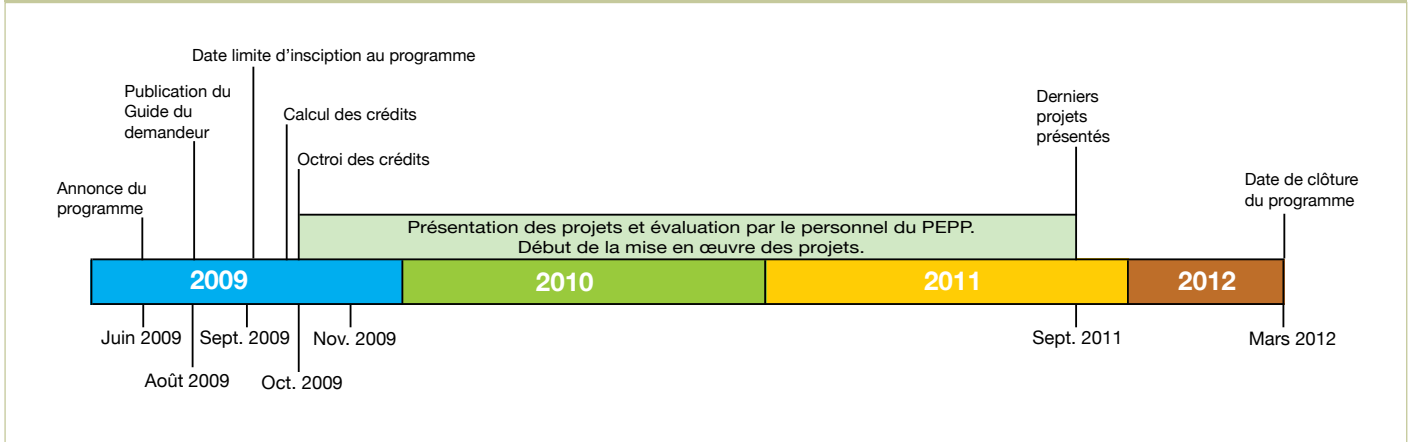 Date limite d'insciption au programme
Publication du
Guide du
demandeur
Calcul des crédits
Octroi des crédits
Derniers
projets
présentés
Annonce du
programme
Date de clôture
du programme
Présentation des projets et évaluation par le personnel du PEPP.
Début de la mise en œuvre des projets.
2009
2010
2011
2012
Juin 2009
Sept. 2009
Nov. 2009
Sept. 2011
Mars 2012
Août 2009
Oct. 2009